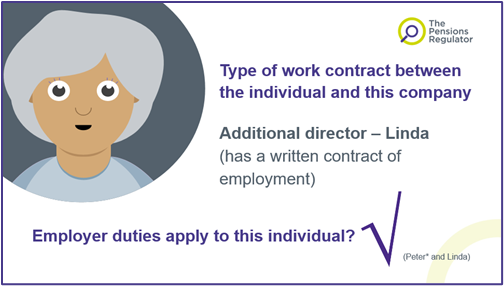 The
Pensions
Regulator
Type of work contract between
the individual and this company
Additional director – Linda
(has a written contract of
employment)
Employer duties apply to this individual?
(Peter* and Linda)